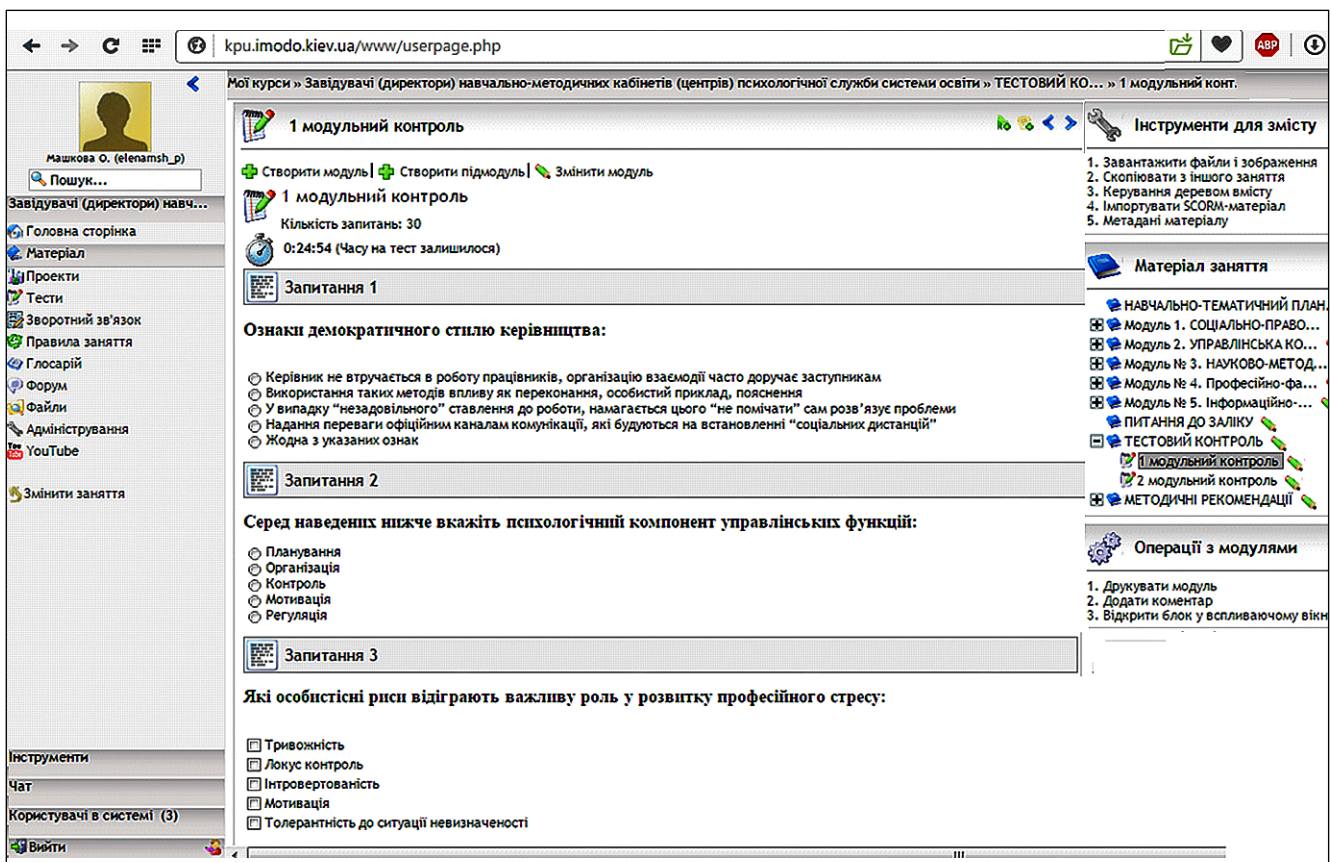 kpu.imodo.kiev.ua/www/userpage.php
ABP
Мої курси » Завідувачі (директори) навчально-методичних кабінетів (центрів) психологічної служби системи освіти » ТЕСТОВИЙ КО... » 1 модульний конт.
Машкова О. (elenamsh_p)
Пошук...
Завідувачі (директори) навч...
Головна сторінка
Матеріал
Проекти
Тести
Зворотний зв'язок
Правила заняття
Глосарій
Форум
Файли
Адміністрування
YouTube
Змінити заняття
Інструменти
Чат
Користувачі в системі (3)
Вийти
1 модульний контроль
Створити модуль| Створити підмодуль| Змінити модуль
1 модульний контроль
Кількість запитань: 30
0:24:54 (Часу на тест залишилося)
Запитання 1
Ознаки демократичного стилю керівництва:
Керівник не втручається в роботу працівників, організацію взаємодії часто доручає заступникам
Використання таких методів впливу як переконання, особистий приклад, пояснення
У випадку “незадовільного” ставлення до роботи, намагається цього “не помічати” сам розв’язує проблеми
Надання переваги офіційним каналам комунікації, які будуються на встановленні “соціальних дистанцій”
Жодна з указаних ознак
Запитання 2
Серед наведених нижче вкажіть психологічний компонент управлінських функцій:
Планування
Організація
Контроль
Мотивація
Регуляція
Запитання 3
Які особистісні риси відіграють важливу роль у розвитку професійного стресу:
Тривожність
Локус контроль
Інтровертованість
Мотивація
Толерантність до ситуації невизначеності
Інструменти для змісту
1. Завантажити файли і зображення
2. Скопіювати з іншого заняття
3. Керування деревом вмісту
4. Імпортувати SCORM-матеріал
5. Метадані матеріалу
Матеріал заняття
НАВЧАЛЬНО-ТЕМАТИЧНИЙ ПЛАН.
Модуль 1. СОЦІАЛЬНО-ПРАВО...
Модуль 2. УПРАВЛІНСЬКА КО...
Модуль № 3. НАУКОВО-МЕТОД...
Модуль № 4. Професійно-фа...
Модуль № 5. Інформаційно-...
ПИТАННЯ ДО ЗАЛІКУ
ТЕСТОВИЙ КОНТРОЛЬ
1 модульний контроль
2 модульний контроль
МЕТОДИЧНІ РЕКОМЕНДАЦІЇ
Операції з модулями
1. Друкувати модуль
2. Додати коментар
3. Відкрити блок у вспливаючому вікн